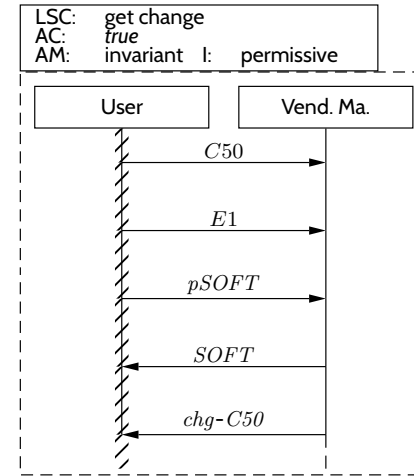 LSC: get change
AC: true
AM: invariant I: permissive
User Vend. Ma.
C50
E1
pSOFT
SOFT
chg-C50